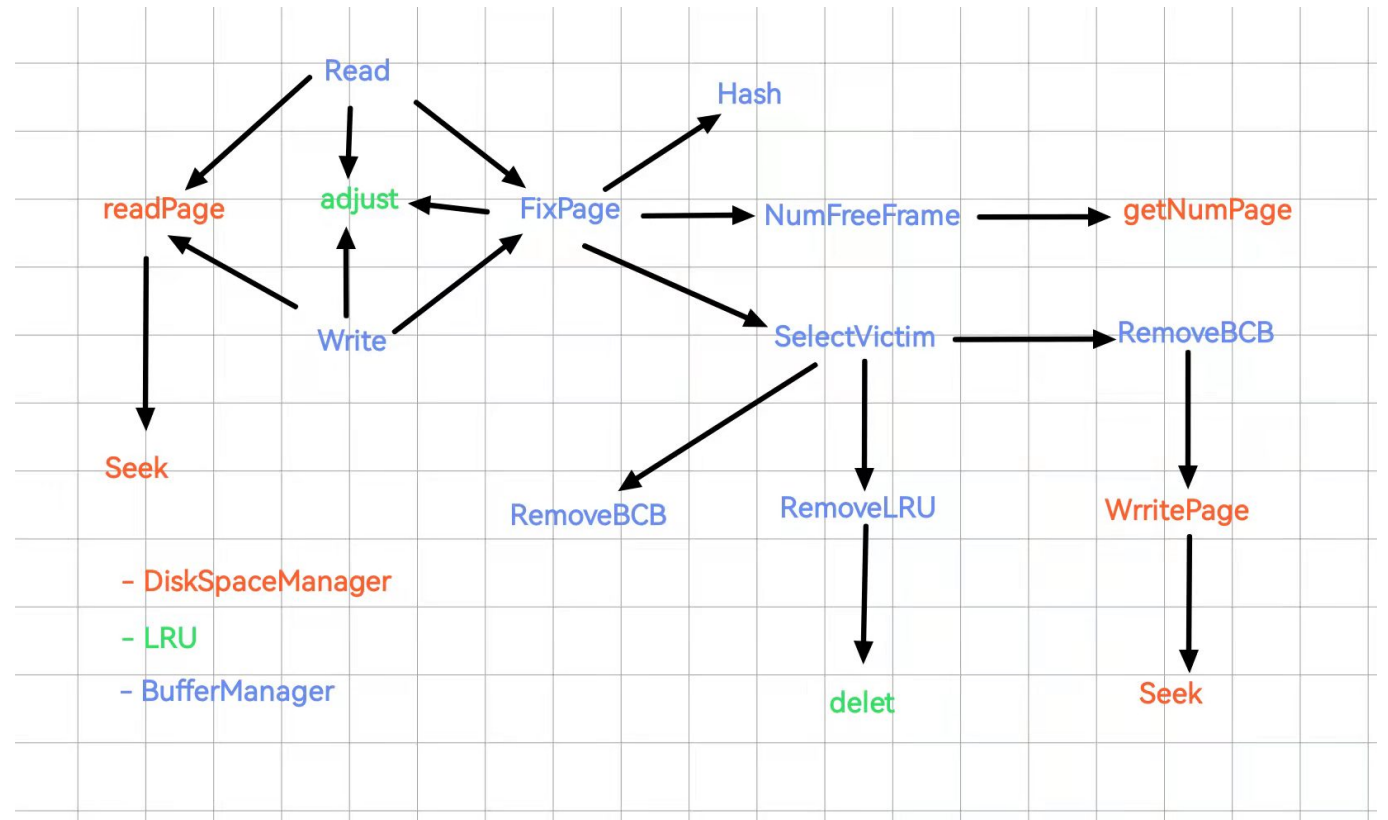 Read
Hash
readPage
adjust
FixPage
NumFreeFrame
getNumPage
Write
SelectVictim
RemoveBCB
Seek
RemoveBCB
RemoveLRU
WrritePage
- DiskSpaceManager
- LRU
- BufferManager
delet
Seek